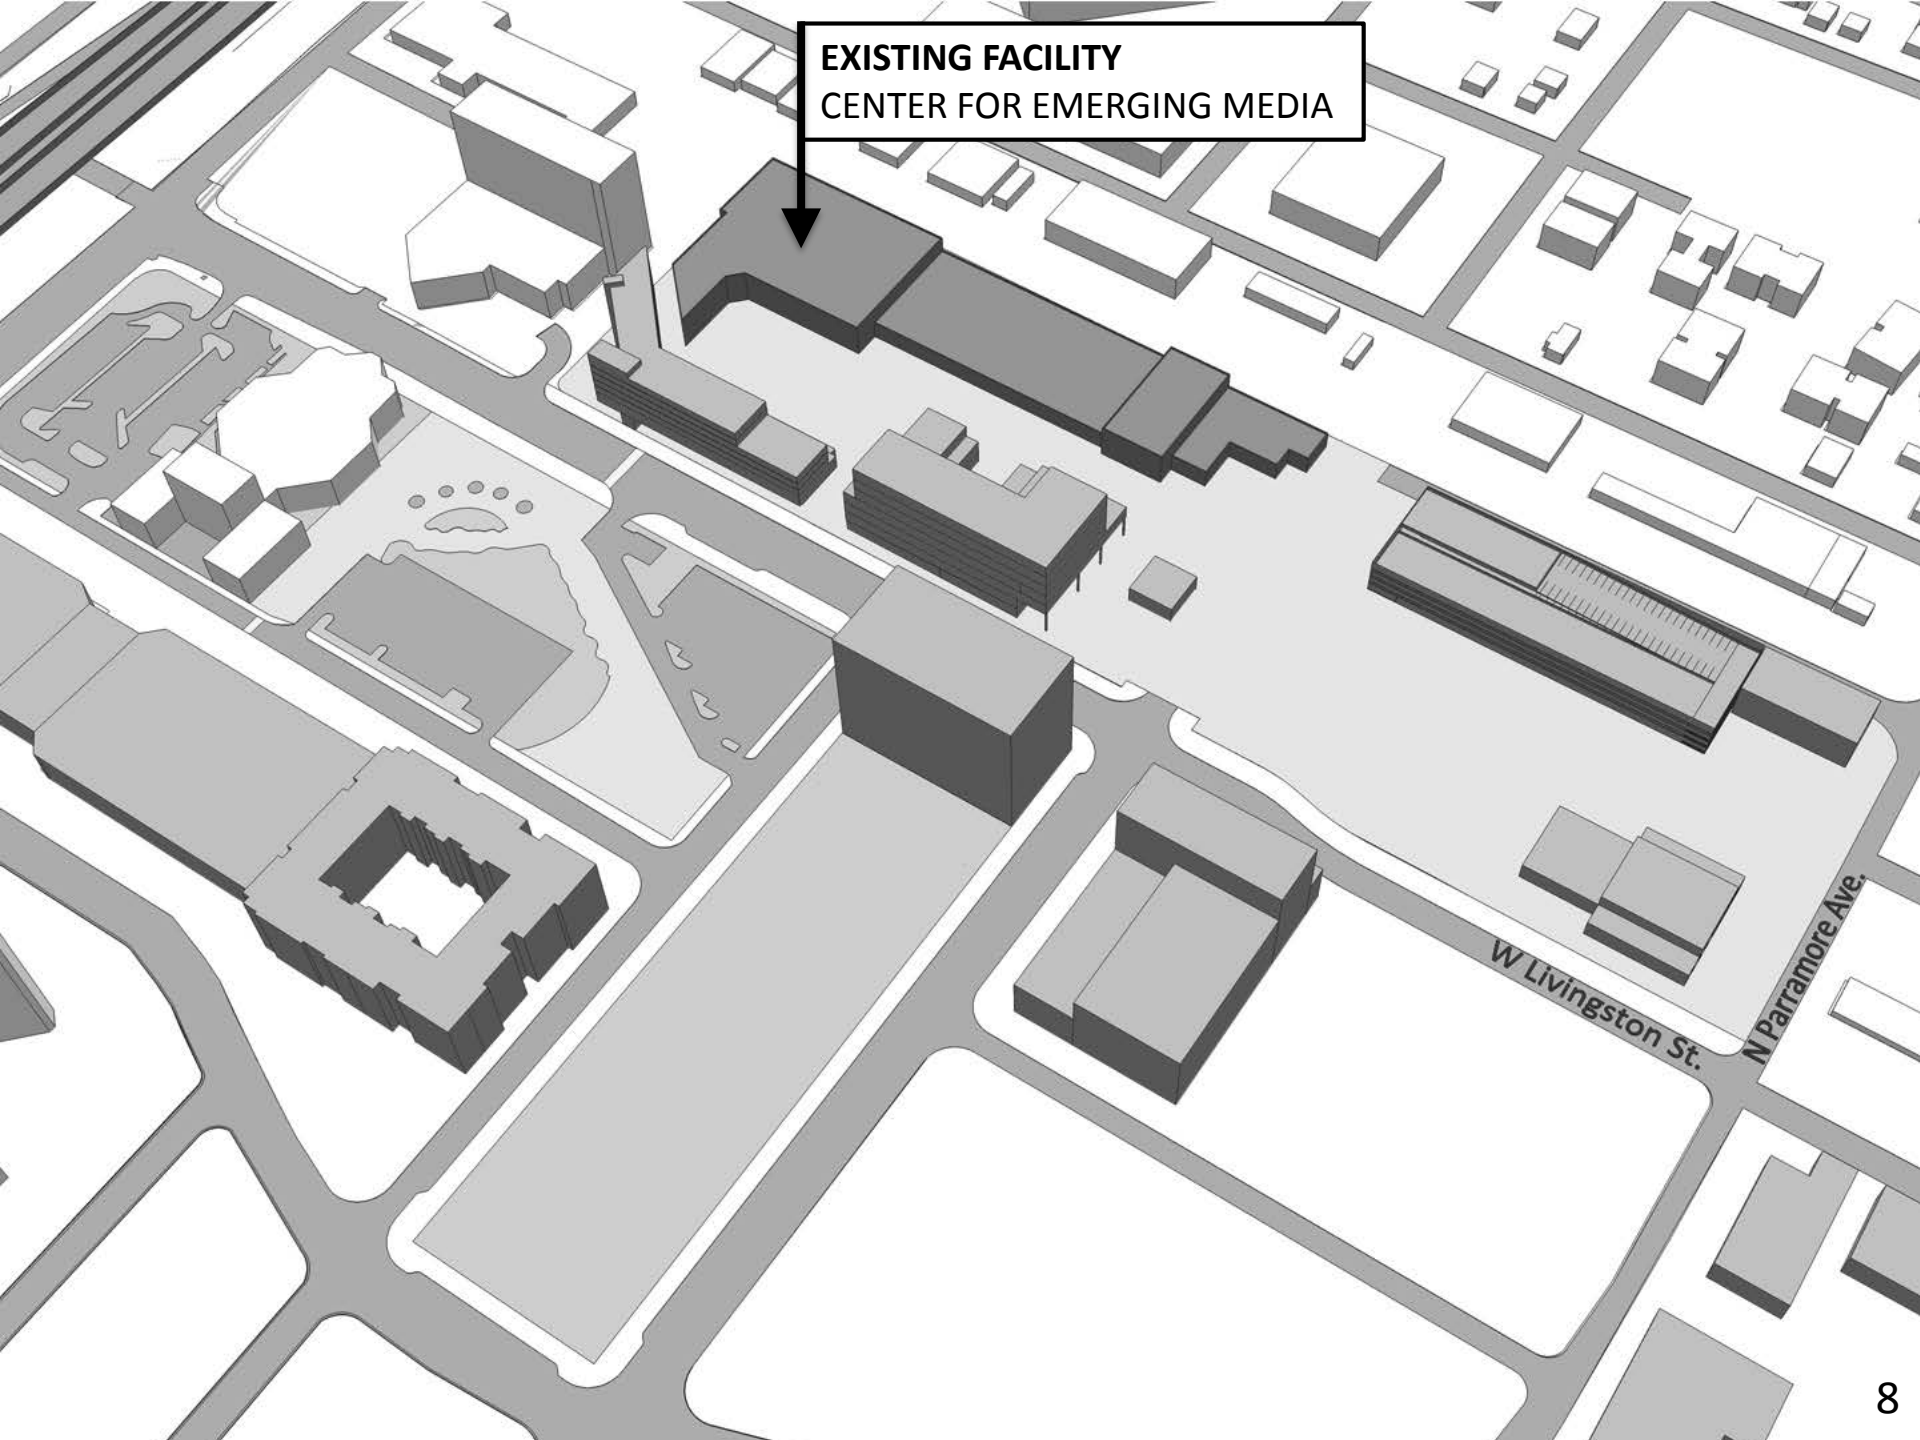 EXISTING FACILITY
CENTER FOR EMERGING MEDIA
W Livingston St.
N Parramore Ave.
8